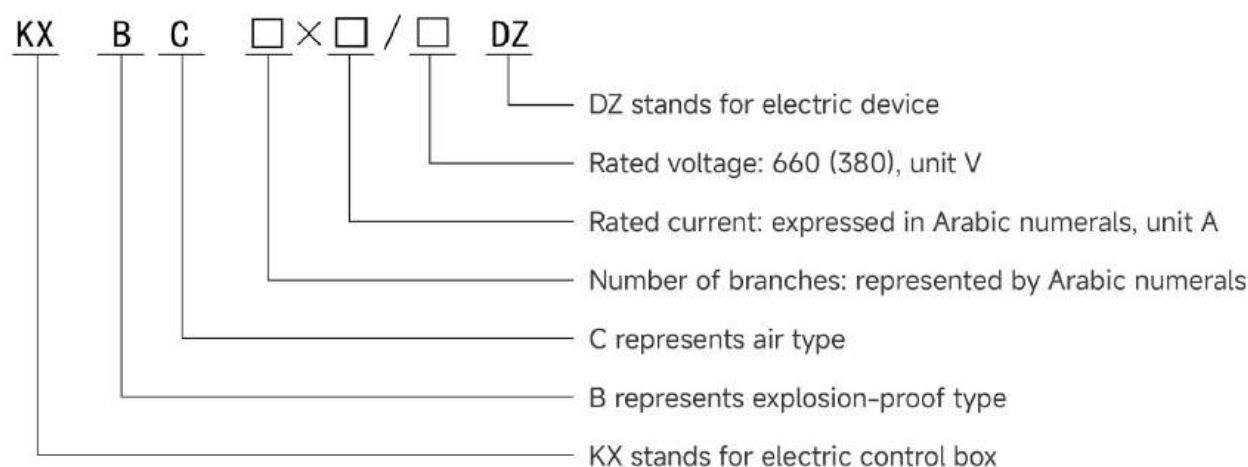 KX B C □×□/□ DZ
DZ stands for electric device
Rated voltage: 660 (380), unit V
Rated current: expressed in Arabic numerals, unit A
Number of branches: represented by Arabic numerals
C represents air type
B represents explosion-proof type
KX stands for electric control box